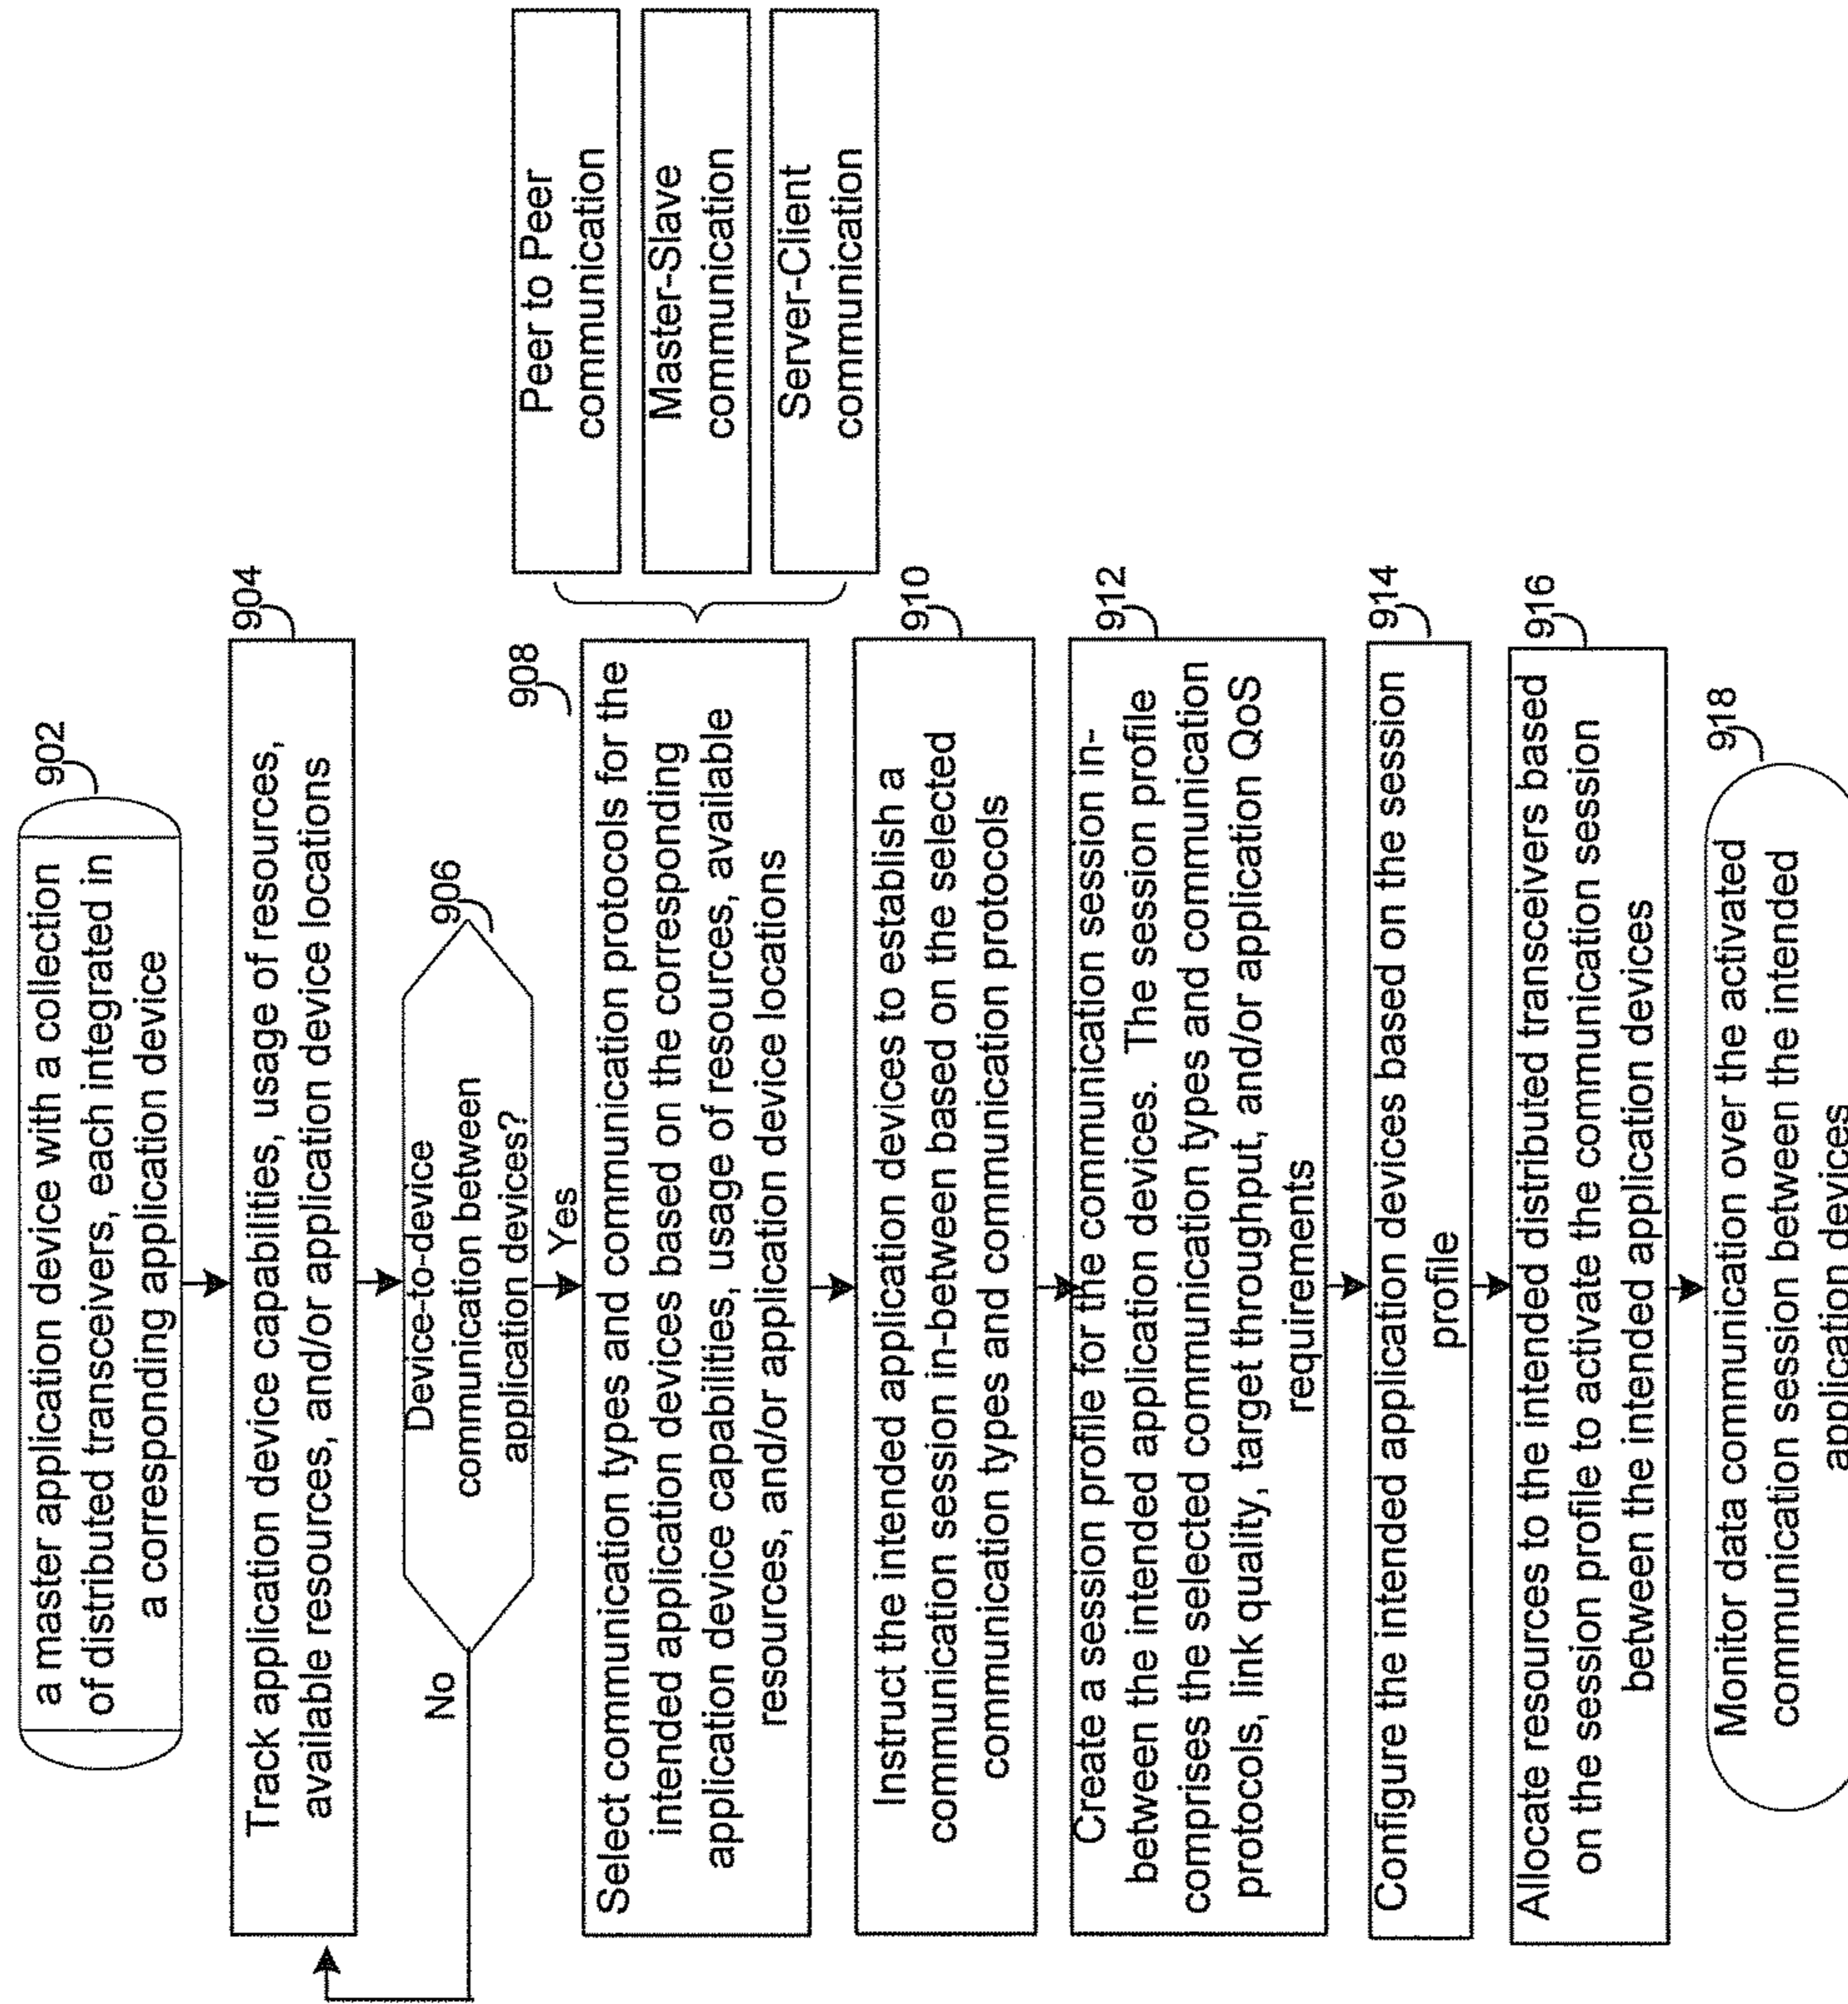 a master application device with a collection
of distributed transceivers, each integrated in
a corresponding application device
902
Track application device capabilities, usage of resources,
available resources, and/or application device locations
904
Device-to-device
communication between
application devices?
906
No
Yes
Select communication types and communication protocols for the
intended application devices based on the corresponding
application device capabilities, usage of resources, available
resources, and/or application device locations
908
Peer to Peer
communication
Master-Slave
communication
Server-Client
communication
Instruct the intended application devices to establish a
communication session in-between based on the selected
communication types and communication protocols
910
Create a session profile for the communication session in-
between the intended application devices. The session profile
comprises the selected communication types and communication
protocols, link quality, target throughput, and/or application QoS
requirements
912
Configure the intended application devices based on the session
profile
914
Allocate resources to the intended distributed transceivers based
on the session profile to activate the communication session
between the intended application devices
916
Monitor data communication over the activated
communication session between the intended
application devices
918